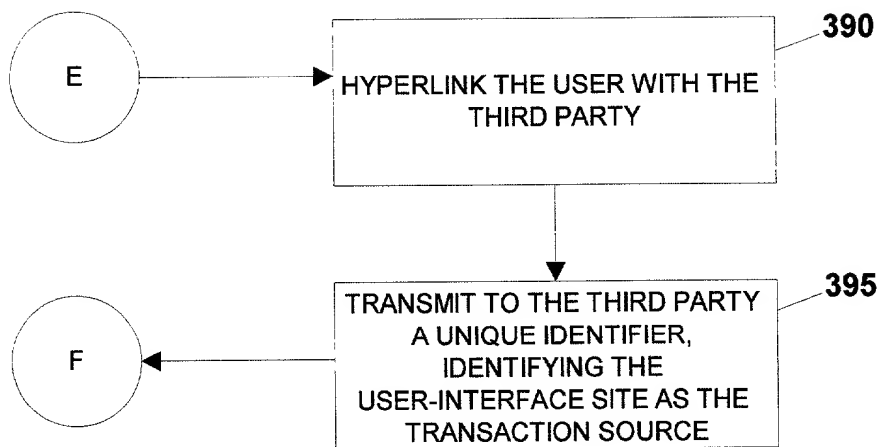 390
E
HYPERLINK THE USER WITH THE
THIRD PARTY
395
TRANSMIT TO THE THIRD PARTY
A UNIQUE IDENTIFIER,
IDENTIFYING THE
USER-INTERFACE SITE AS THE
TRANSACTION SOURCE
F